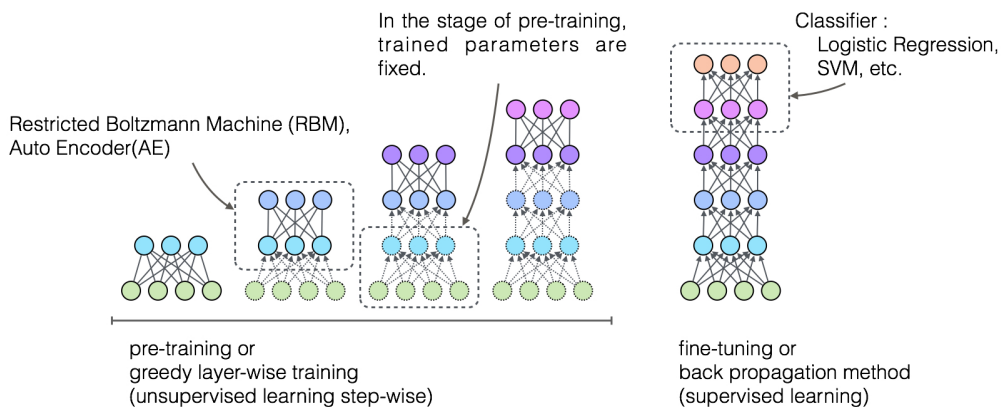 In the stage of pre-training,
trained parameters are
fixed.
Classifier :
Logistic Regression,
SVM, etc.
Restricted Boltzmann Machine (RBM),
Auto Encoder(AE)
pre-training or
greedy layer-wise training
(unsupervised learning step-wise)
fine-tuning or
back propagation method
(supervised learning)